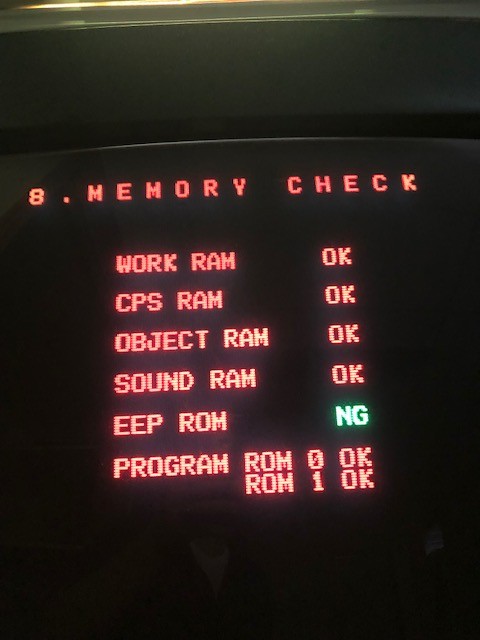 8.MEMORY CHECK
WORK RAM OK
CPS RAM OK
OBJECT RAM OK
SOUND RAM OK
EEP ROM NG
PROGRAM ROM 0 OK
ROM 1 OK